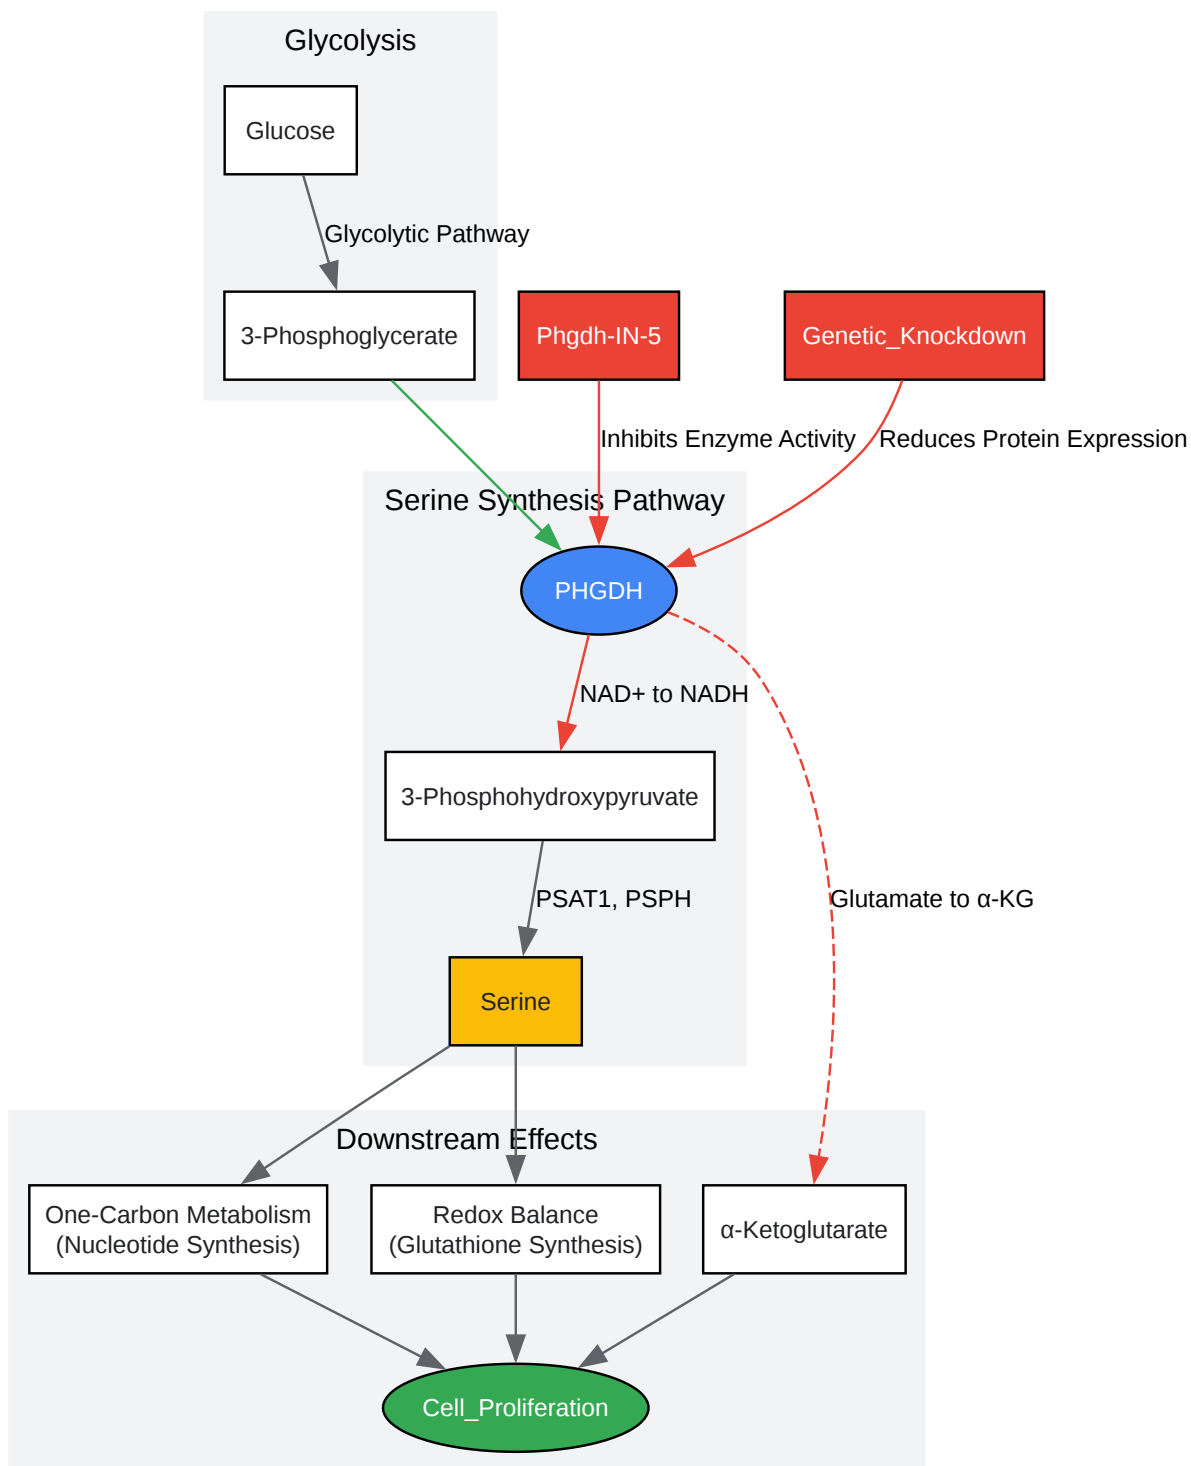 Glycolysis
Glucose
Glycolytic Pathway
3-Phosphoglycerate
Phgdh-IN-5
Genetic_Knockdown
Inhibits Enzyme Activity
Reduces Protein Expression
Serine Synthesis Pathway
PHGDH
NAD+ to NADH
3-Phosphohydroxypyruvate
PSAT1, PSPH
Glutamate to α-KG
Serine
Downstream Effects
One-Carbon Metabolism
(Nucleotide Synthesis)
Redox Balance
(Glutathione Synthesis)
α-Ketoglutarate
Cell_Proliferation